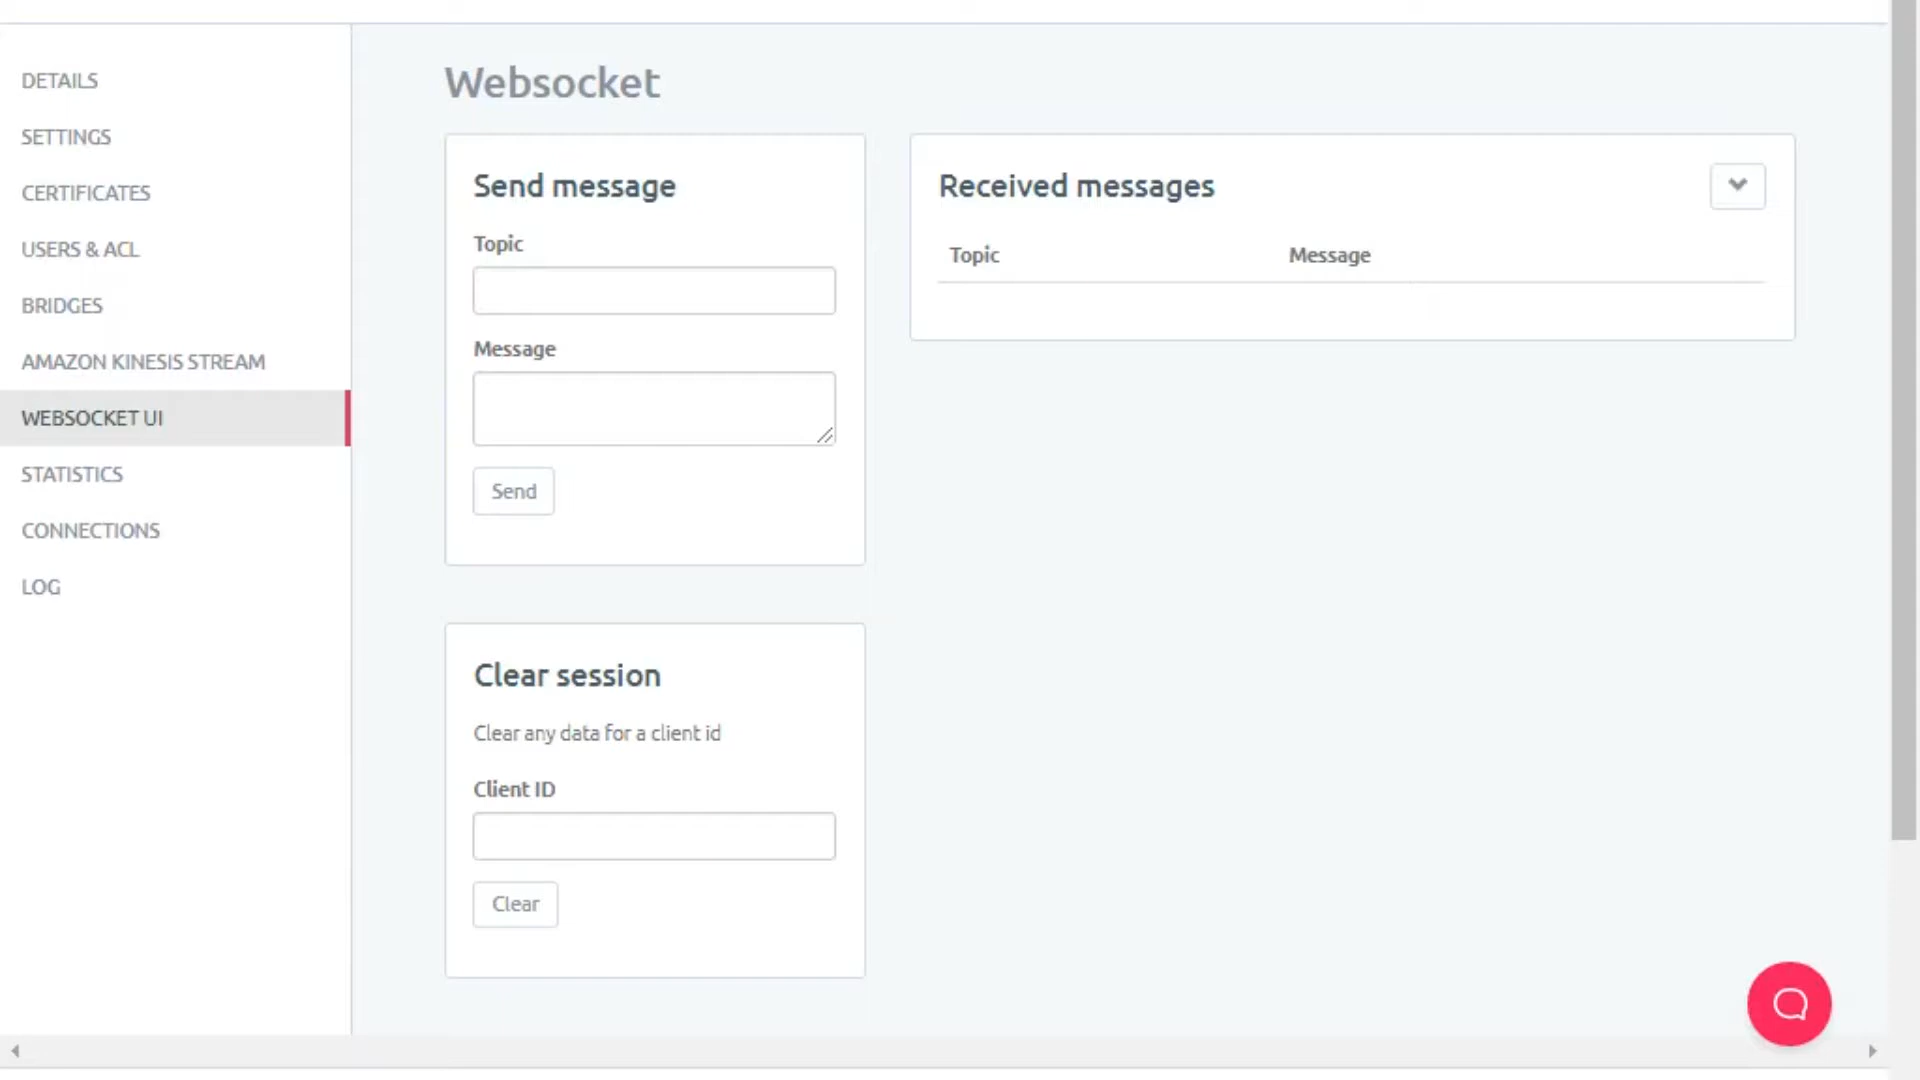 DETAILS
SETTINGS
CERTIFICATES
USERS & ACL
BRIDGES
AMAZON KINESIS STREAM
WEBSOCKET UI
STATISTICS
CONNECTIONS
LOG
Websocket
Send message
Topic
Message
Send
Received messages
Topic Message
Clear session
Clear any data for a client id
Client ID
Clear